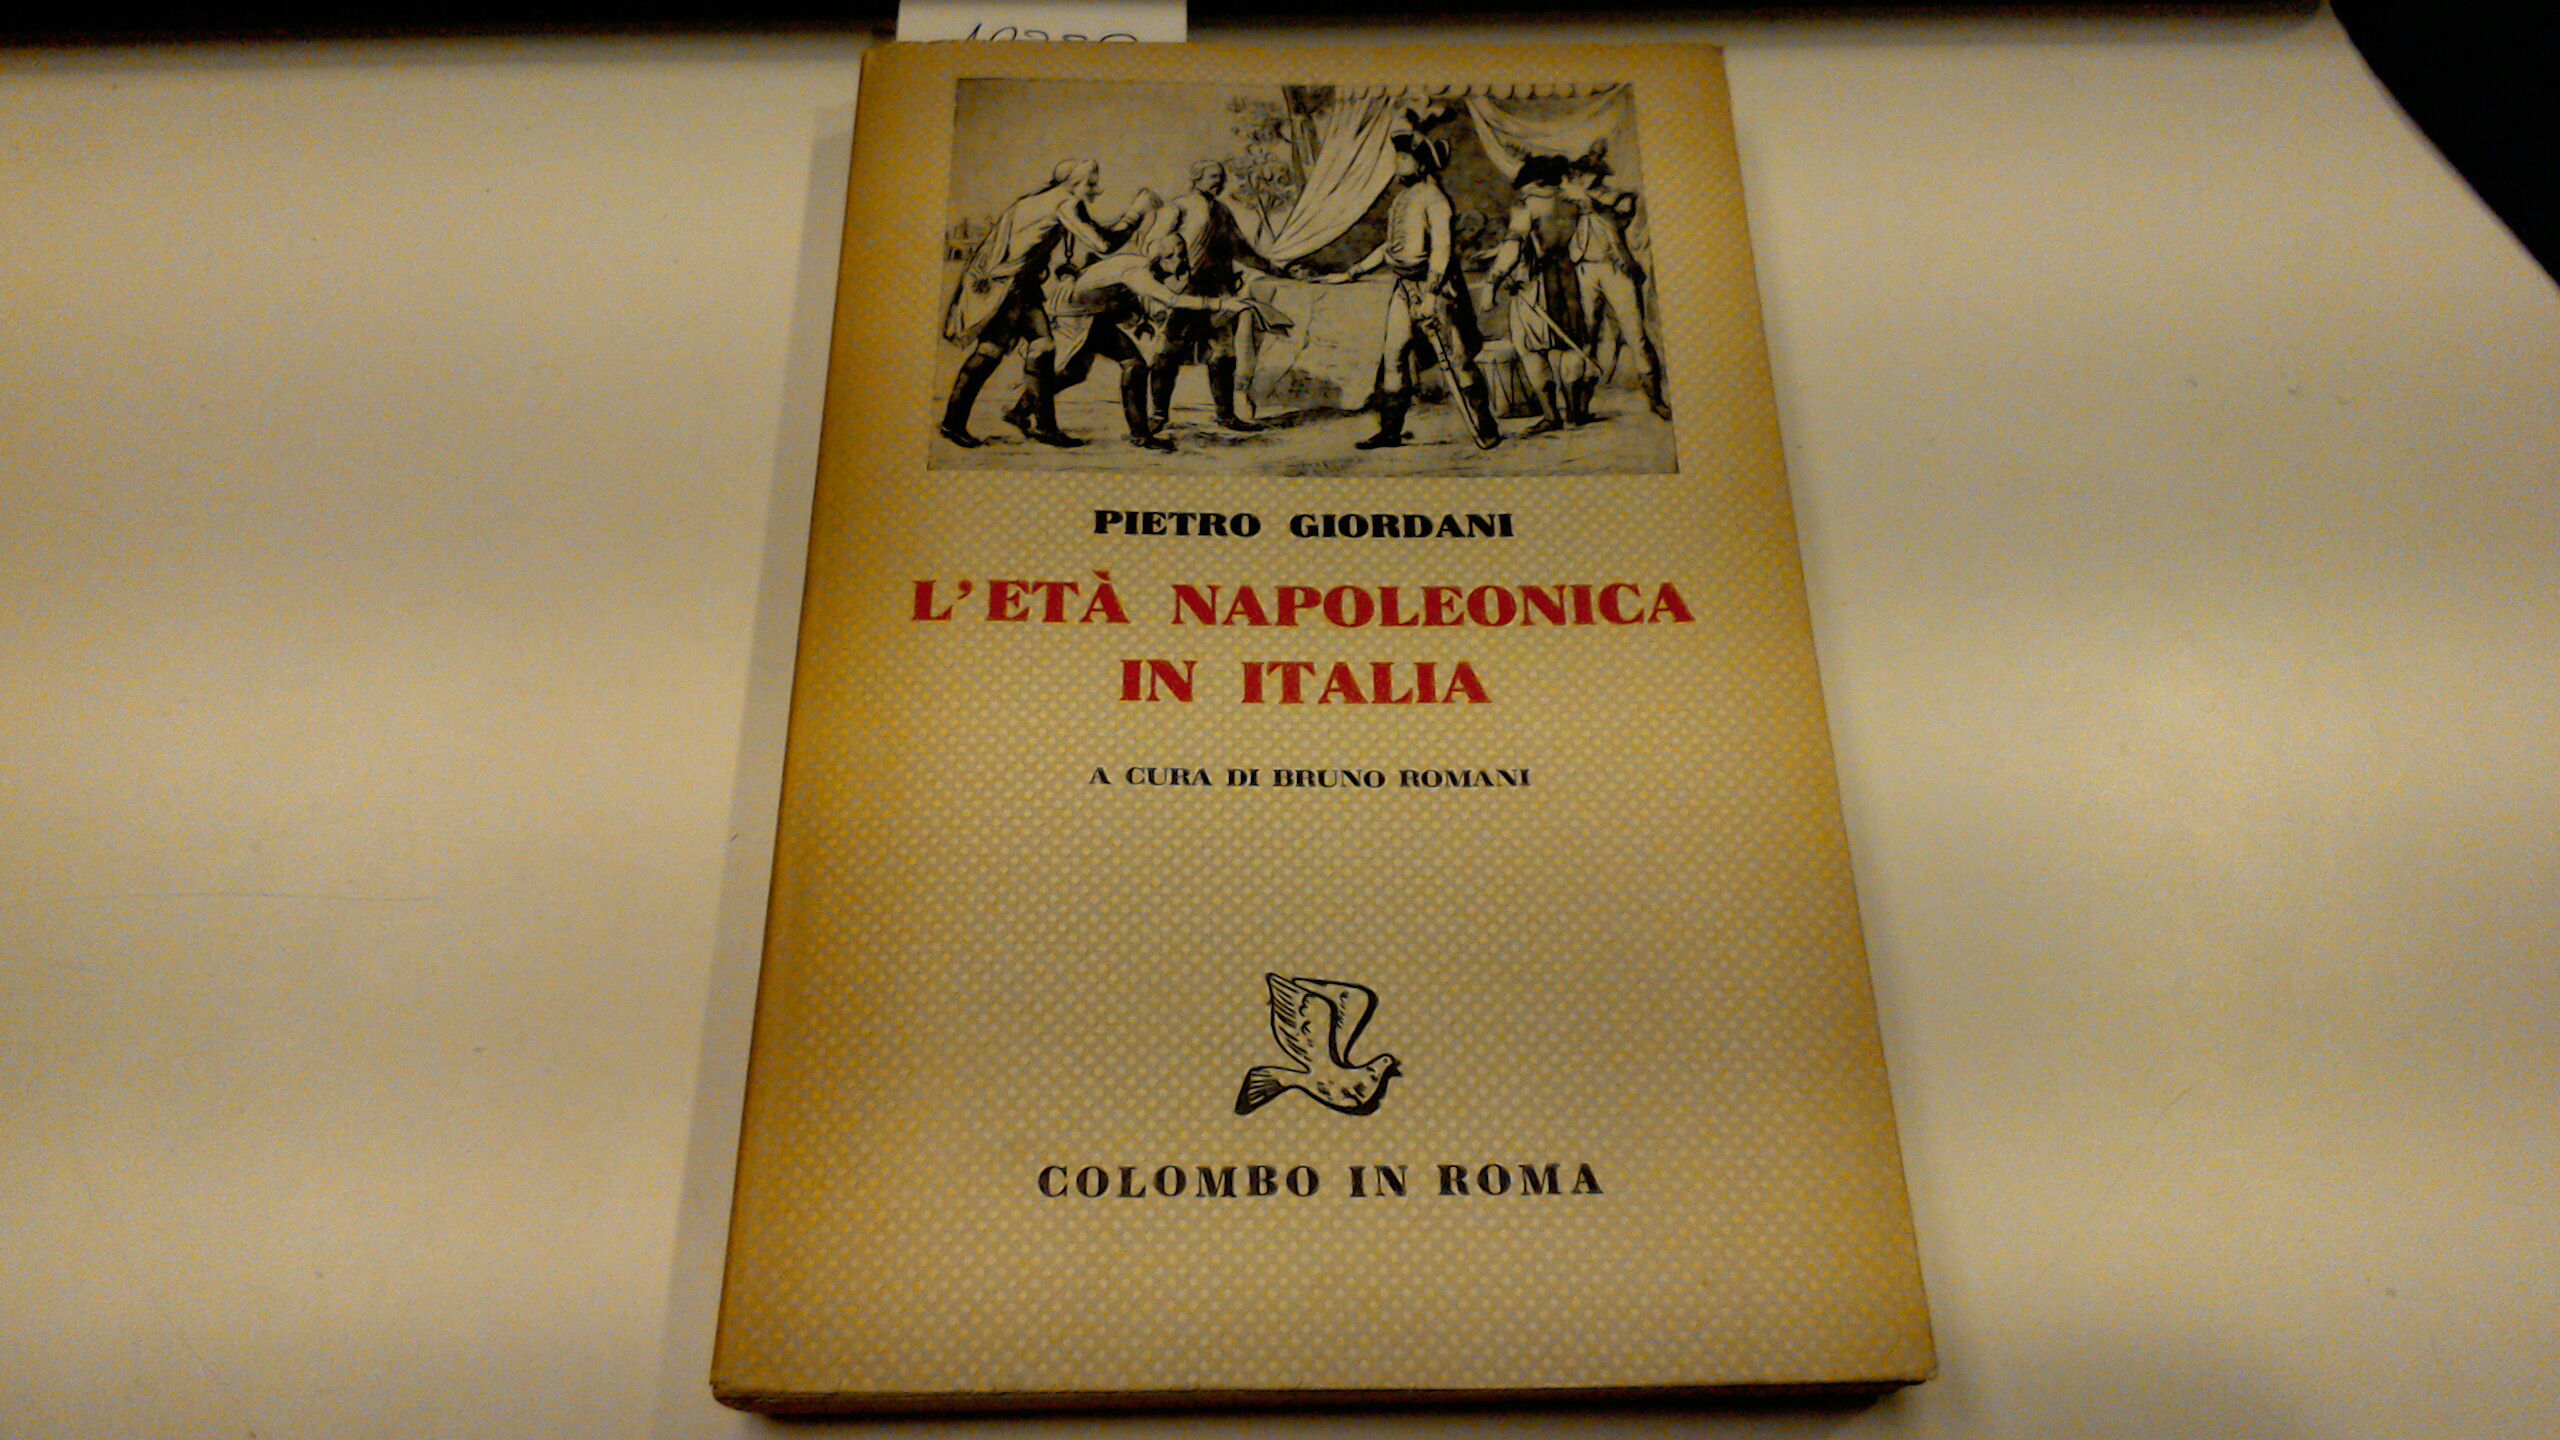 PIETRO GIORDANI
L'ETÀ NAPOLEONICA
IN ITALIA
A CURA DI BRUNO ROMANI
COLOMBO IN ROMA